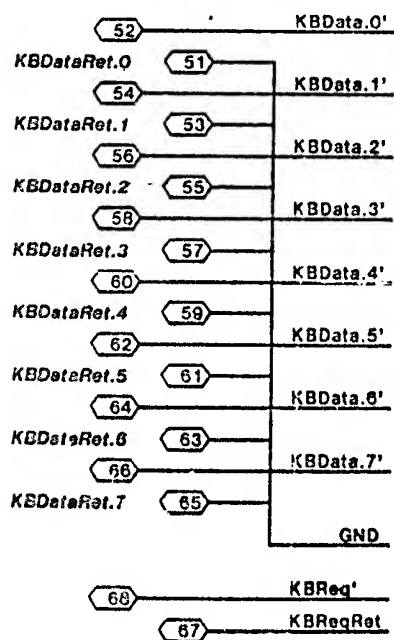 52 KBData.0'
KBDataRet.0 51
54 KBData.1'
KBDataRet.1 53
56 KBData.2'
KBDataRet.2 55
58 KBData.3'
KBDataRet.3 57
60 KBData.4'
KBDataRet.4 59
62 KBData.5'
KBDataRet.5 61
64 KBData.6'
KBDataRet.6 63
66 KBData.7'
KBDataRet.7 65
GND
68 KBReq'
67 KBReqRet